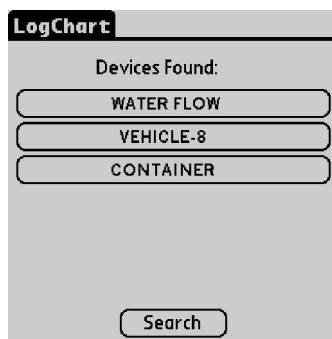 LogChart
Devices Found:
WATER FLOW
VEHICLE-8
CONTAINER
Search